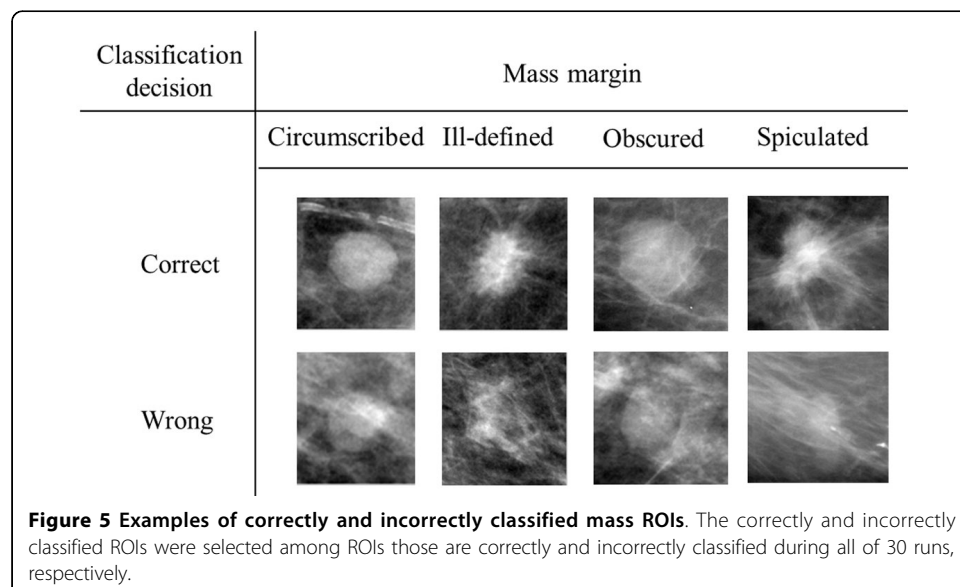 Classification
decision
Mass margin
Circumscribed Ill-defined Obscured Spiculated
Correct
Wrong
Figure 5 Examples of correctly and incorrectly classified mass ROIs. The correctly and incorrectly
classified ROIs were selected among ROIs those are correctly and incorrectly classified during all of 30 runs,
respectively.